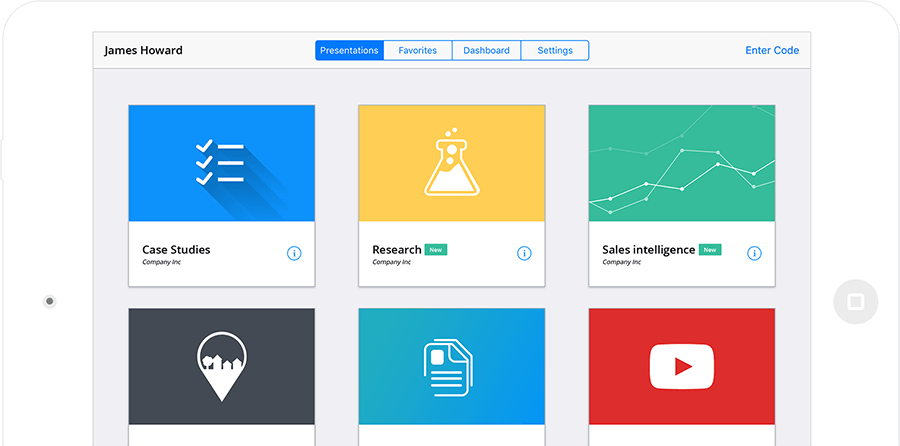 James Howard
Presentations Favorites Dashboard Settings
Enter Code
Case Studies
Company Inc
Research New
Company Inc
Sales intelligence New
Company Inc